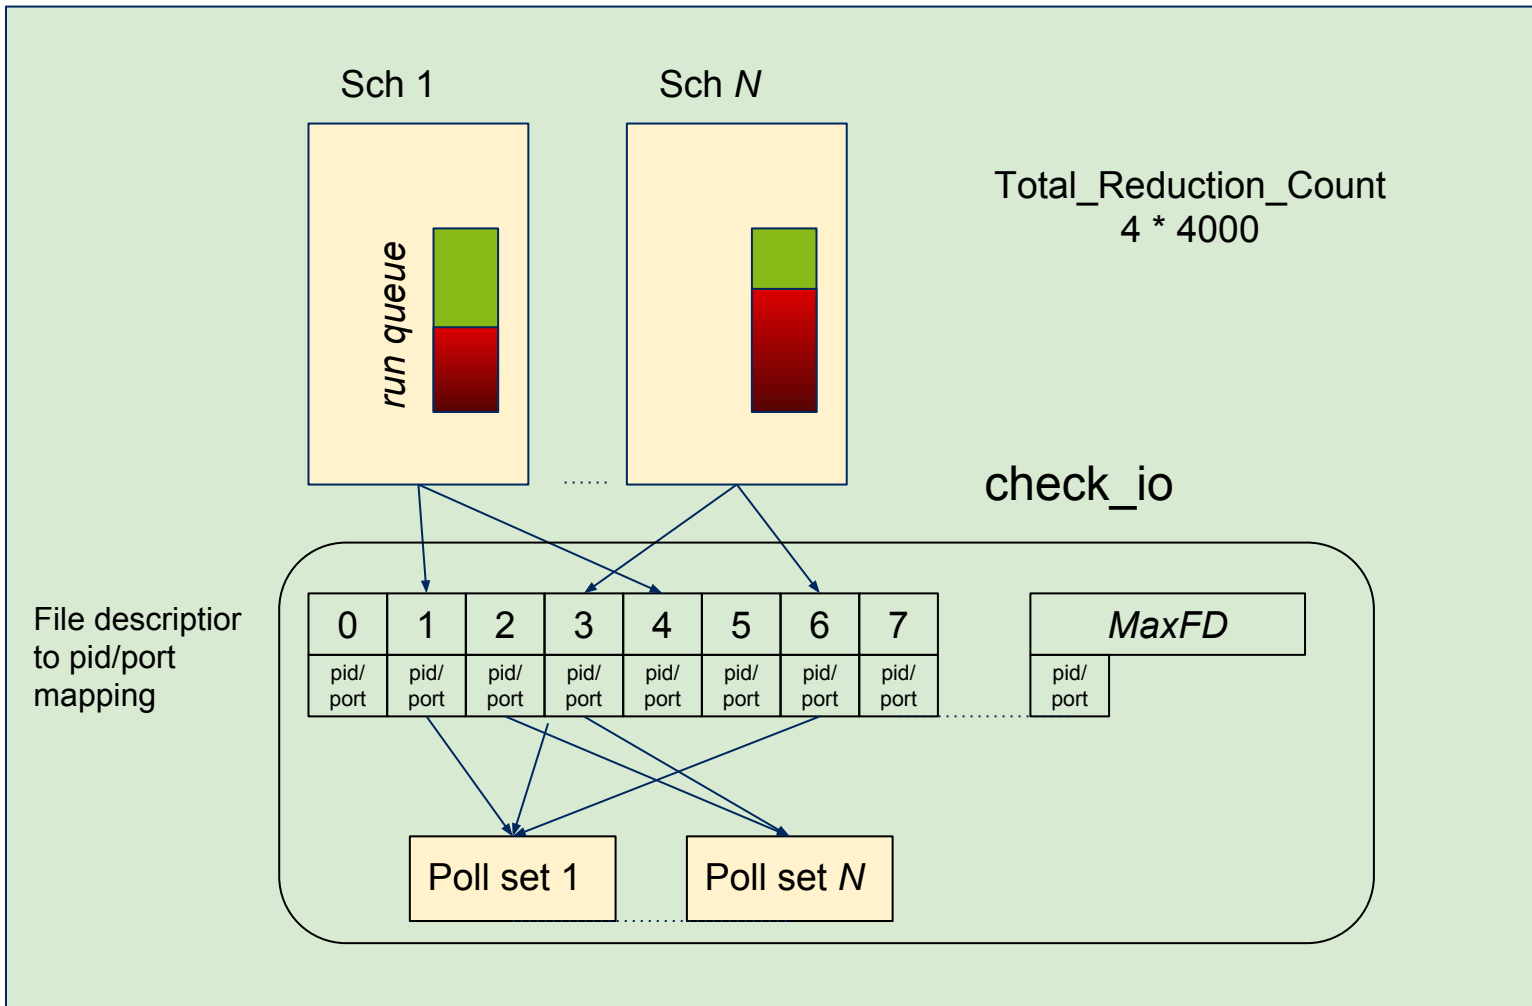 Sch 1
Sch N
Total_Reduction_Count
4 * 4000
run queue
......
check_io
File descriptior
to pid/port
mapping
0 1 2 3 4 5 6 7 MaxFD
pid/ pid/ pid/ pid/ pid/ pid/ pid/ pid/ pid/
port port port port port port port port port
Poll set 1
Poll set N